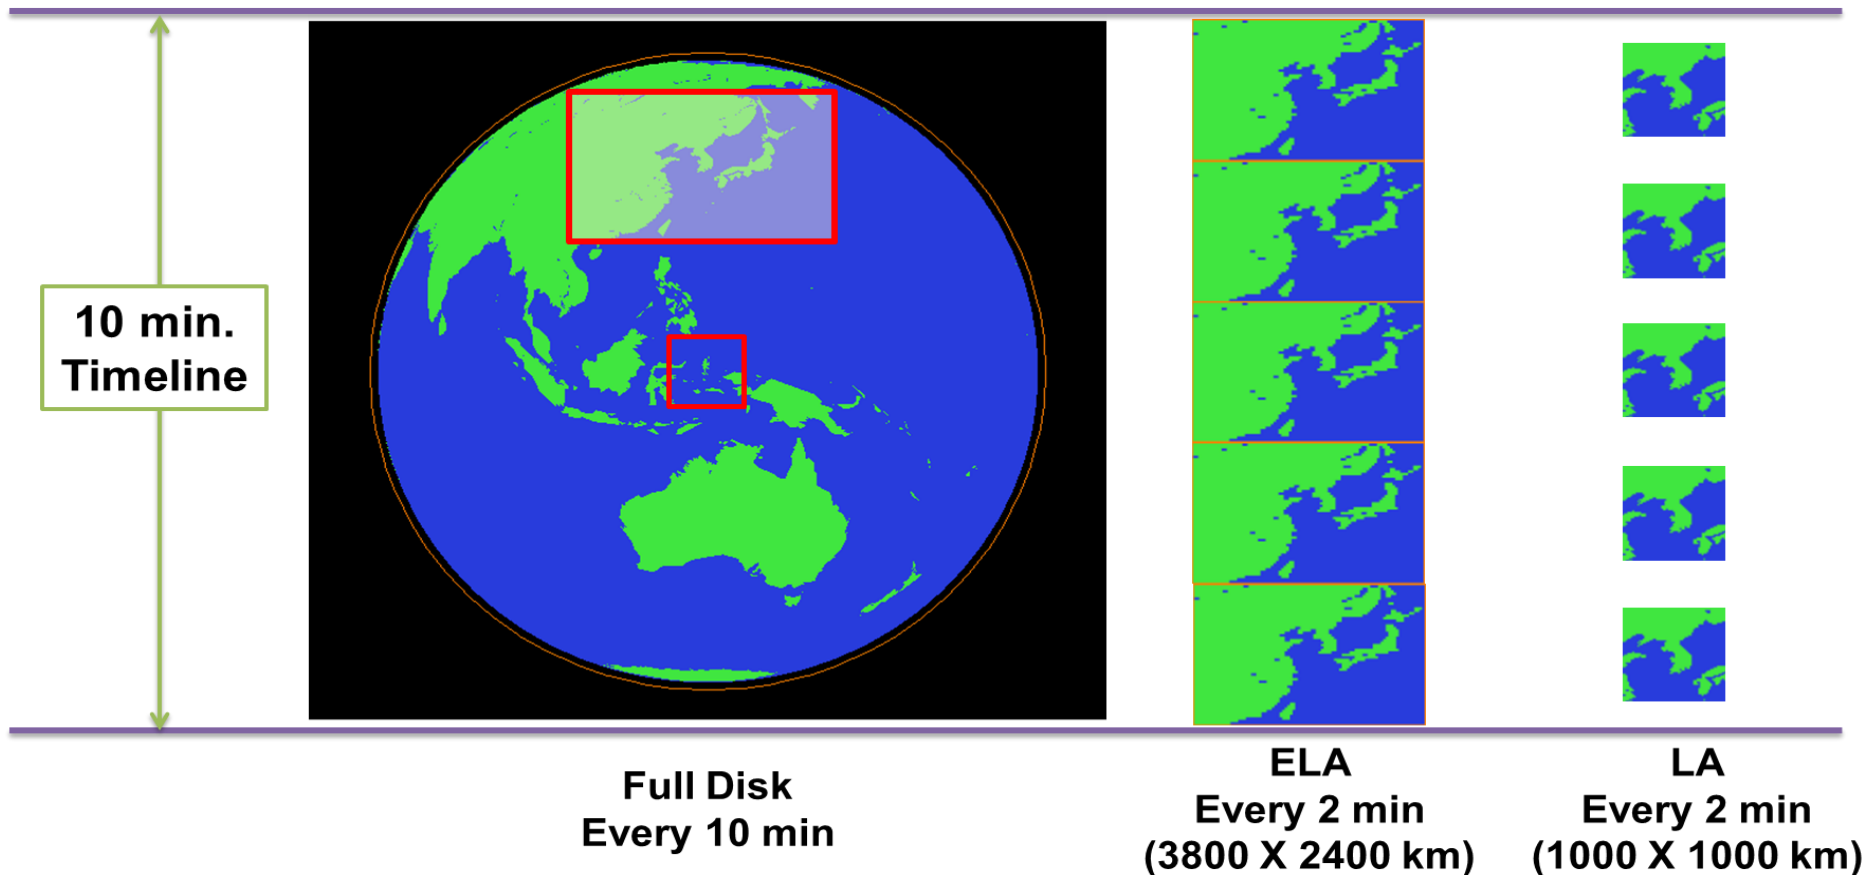 10 min.
Timeline
Full Disk
Every 10 min
ELA
Every 2 min
(3800 X 2400 km)
LA
Every 2 min
(1000 X 1000 km)